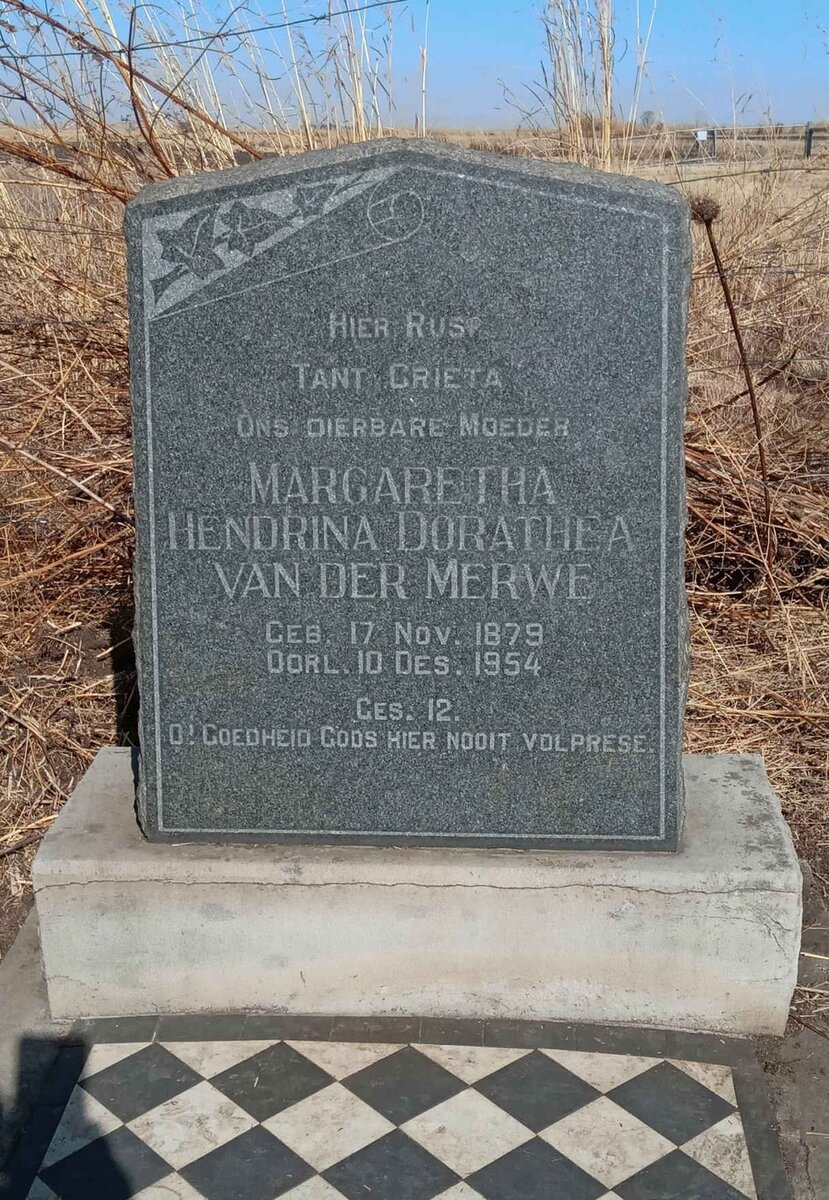 HIER RUS
TANT GRIETA
ONS DIERBARE MOEDER
MARGARETHA
HENDRINA DORATHEA
VAN DER MERWE
GEB. 17 NOV. 1879
OORL. 10 DES. 1954
GES. 12.
O! GOEDHEID GODS HIER NOOIT VOLPRESE.